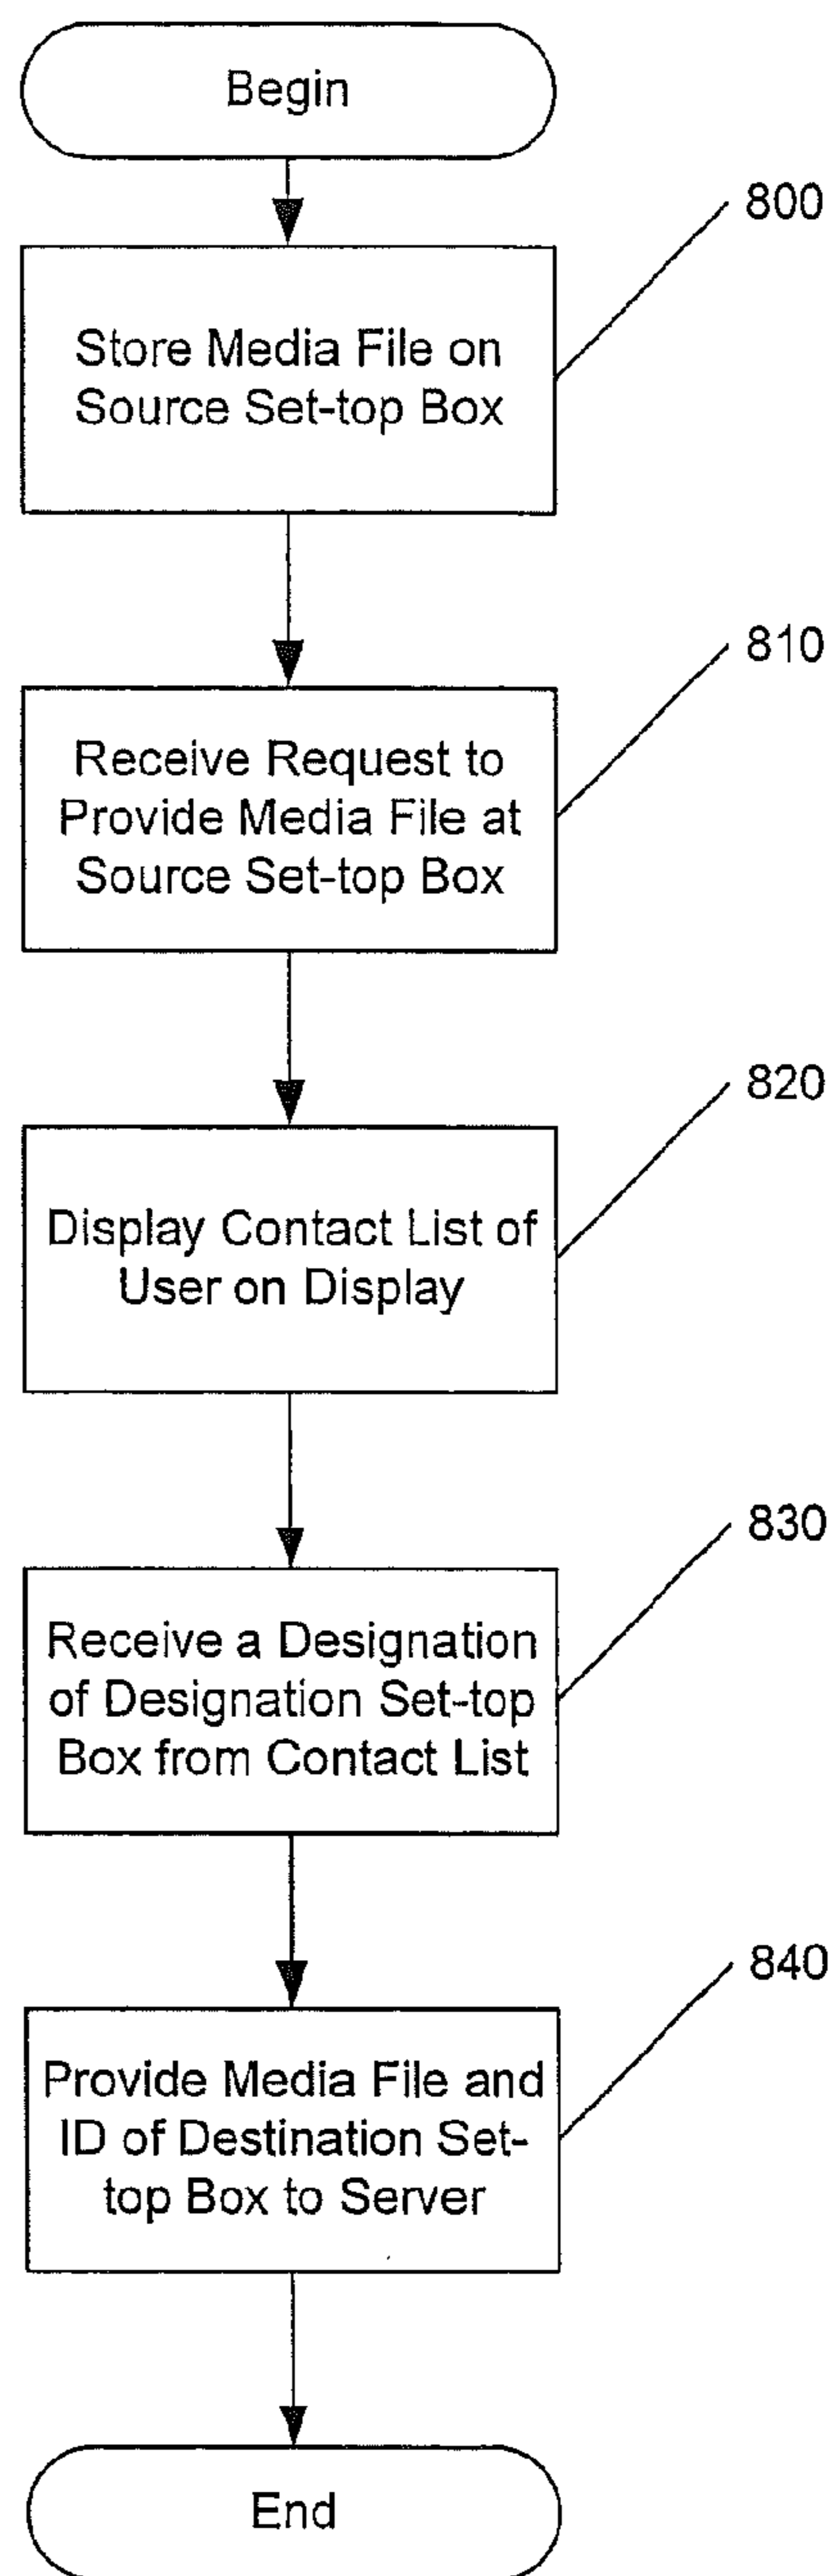 Begin
800
Store Media File on
Source Set-top Box
810
Receive Request to
Provide Media File at
Source Set-top Box
820
Display Contact List of
User on Display
830
Receive a Designation
of Designation Set-top
Box from Contact List
840
Provide Media File and
ID of Destination Set-
top Box to Server
End